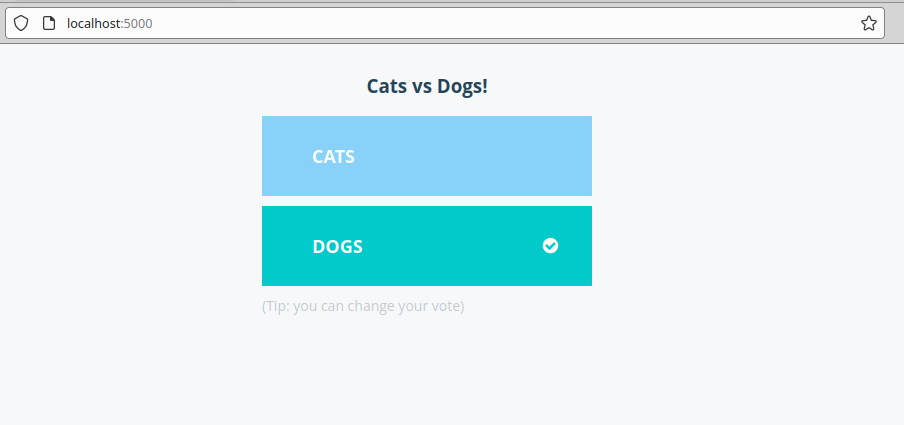 localhost:5000
Cats vs Dogs!
CATS
DOGS
(Tip: you can change your vote)